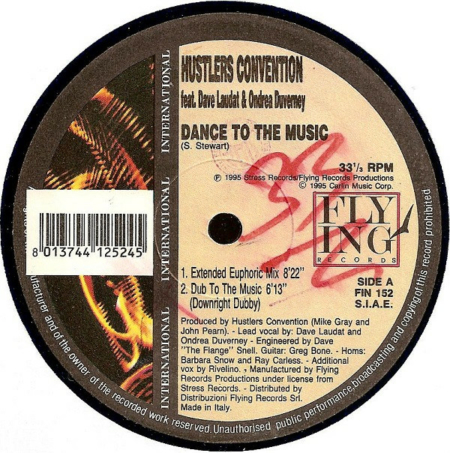 HUSTLERS CONVENTION
feat. Dave Laudat & Ondrea Duverney
DANCE TO THE MUSIC
(S. Stewart)
33⅓ RPM
℗ 1995 Stress Records/Flying Records Productions
© 1995 Carlin Music Corp.
FLY
ING
RECORDS
SIDE A
FIN 152
S.I.A.E.
1. Extended Euphoric Mix 8'22"
2. Dub To The Music 6'13"
(Downright Dubby)
Produced by Hustlers Convention (Mike Gray and
John Pearn). - Lead vocal by: Dave Laudat and
Ondrea Duverney - Engineered by Dave
"The Flange" Snell. Guitar: Greg Bone. - Horns:
Barbara Snow and Ray Carless. - Additional
vox by Rivelino. - Manufactured by Flying
Records Productions under license from
Stress Records. - Distributed by
Distribuzioni Flying Records Srl.
Made in Italy.
INTERNATIONAL
INTERNATIONAL
INTERNATIONAL
INTERNATIONAL
8 013744 125245
and of the owner of the recorded work reserved. Unauthorised public performance, broadcasting and copying of this record prohibited